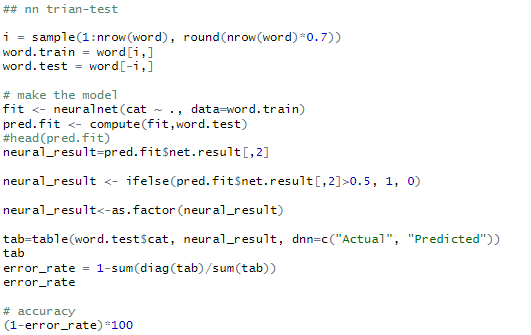 ## nn trian-test
i = sample(1:nrow(word), round(nrow(word)*0.7))
word.train = word[i,]
word.test = word[-i,]
# make the model
fit <- neuralnet(cat ~ ., data=word.train)
pred.fit <- compute(fit,word.test)
#head(pred.fit)
neural_result=pred.fit$net.result[,2]
neural_result <- ifelse(pred.fit$net.result[,2]>0.5, 1, 0)
neural_result<-as.factor(neural_result)
tab=table(word.test$cat, neural_result, dnn=c("Actual", "Predicted"))
tab
error_rate = 1-sum(diag(tab)/sum(tab))
error_rate
# accuracy
(1-error_rate)*100